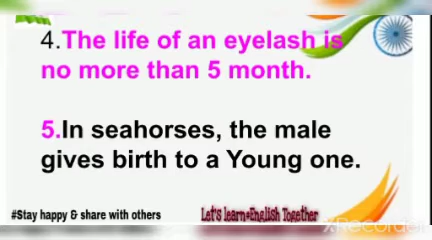 4.The life of an eyelash is
no more than 5 month.
5.In seahorses, the male
gives birth to a Young one.
#Stay happy & share with others
Let's learn English Together
XRecorder